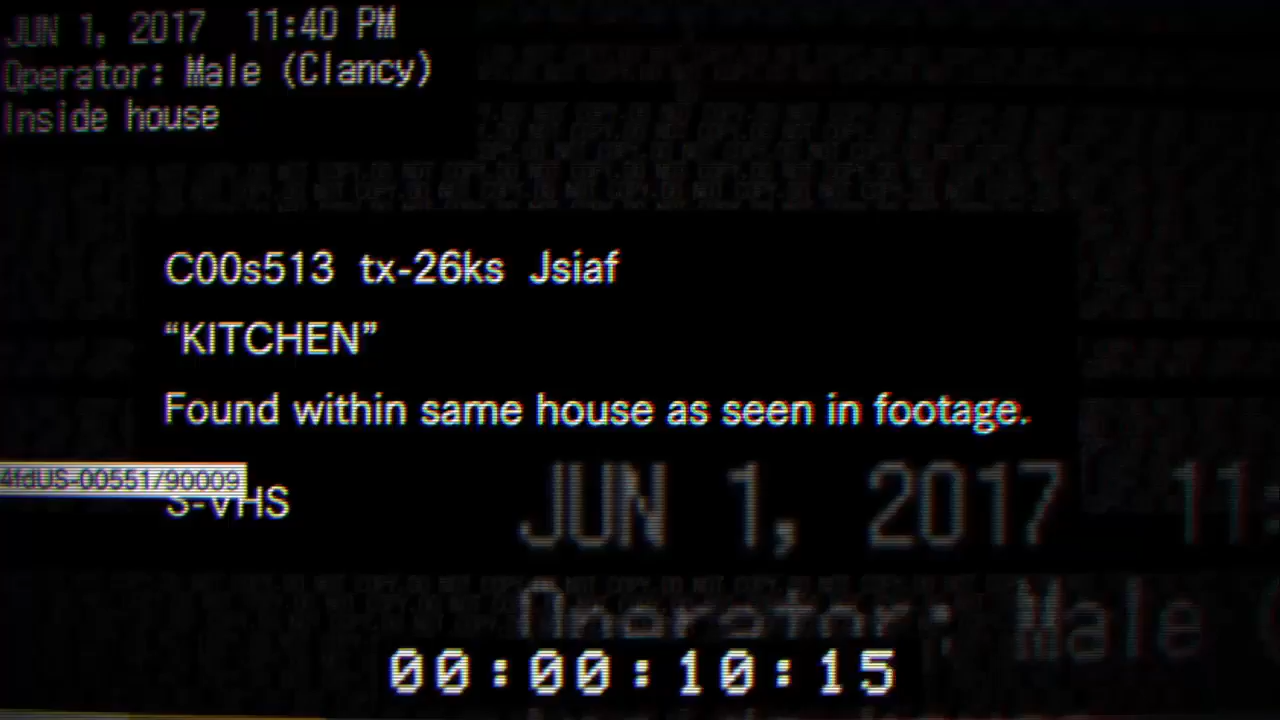 JUN 1, 2017 11:40 PM
Operator: Male (Clancy)
Inside house
C00s513 tx-26ks Jsiaf
“KITCHEN”
Found within same house as seen in footage.
4fdUS-00551/90009
S-VHS
JUN 1, 2017 11:
Operator: Male (
00:00:10:15